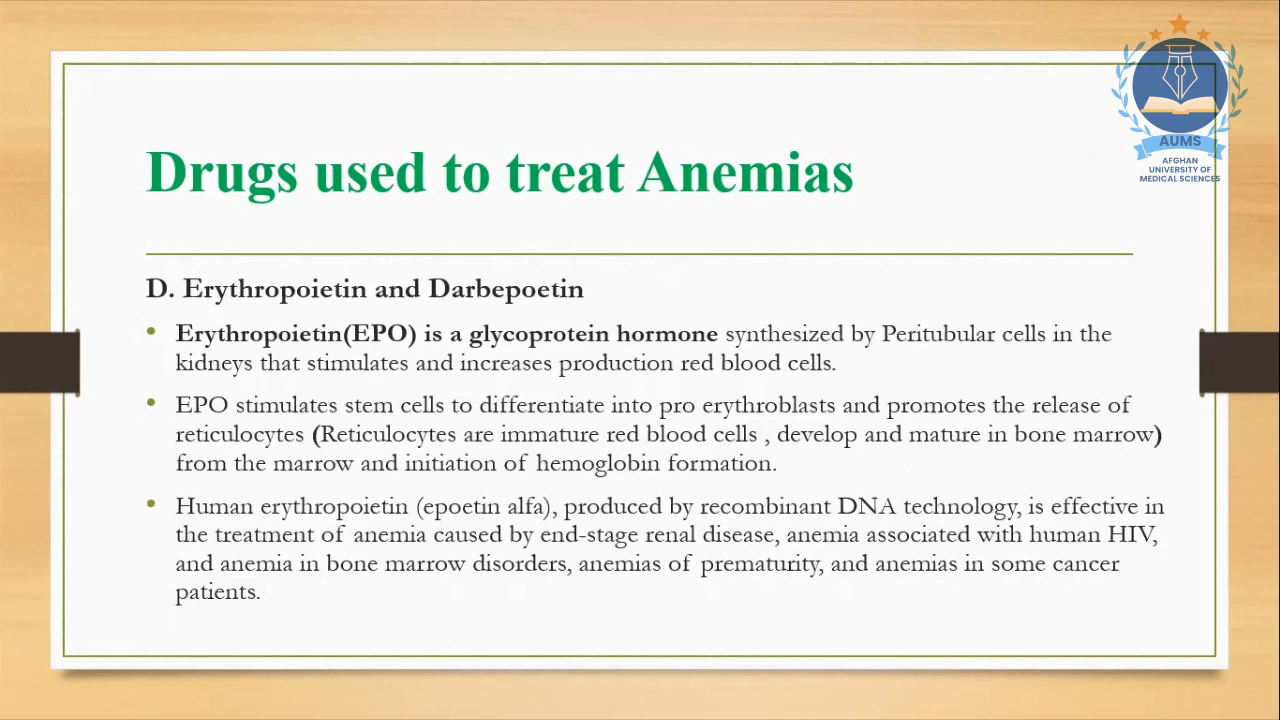 AUMS
AFGHAN
UNIVERSITY OF
MEDICAL SCIENCES
Drugs used to treat Anemias
D. Erythropoietin and Darbepoetin
• Erythropoietin(EPO) is a glycoprotein hormone synthesized by Peritubular cells in the
kidneys that stimulates and increases production red blood cells.
• EPO stimulates stem cells to differentiate into pro erythroblasts and promotes the release of
reticulocytes (Reticulocytes are immature red blood cells , develop and mature in bone marrow)
from the marrow and initiation of hemoglobin formation.
• Human erythropoietin (epoetin alfa), produced by recombinant DNA technology, is effective in
the treatment of anemia caused by end-stage renal disease, anemia associated with human HIV,
and anemia in bone marrow disorders, anemias of prematurity, and anemias in some cancer
patients.